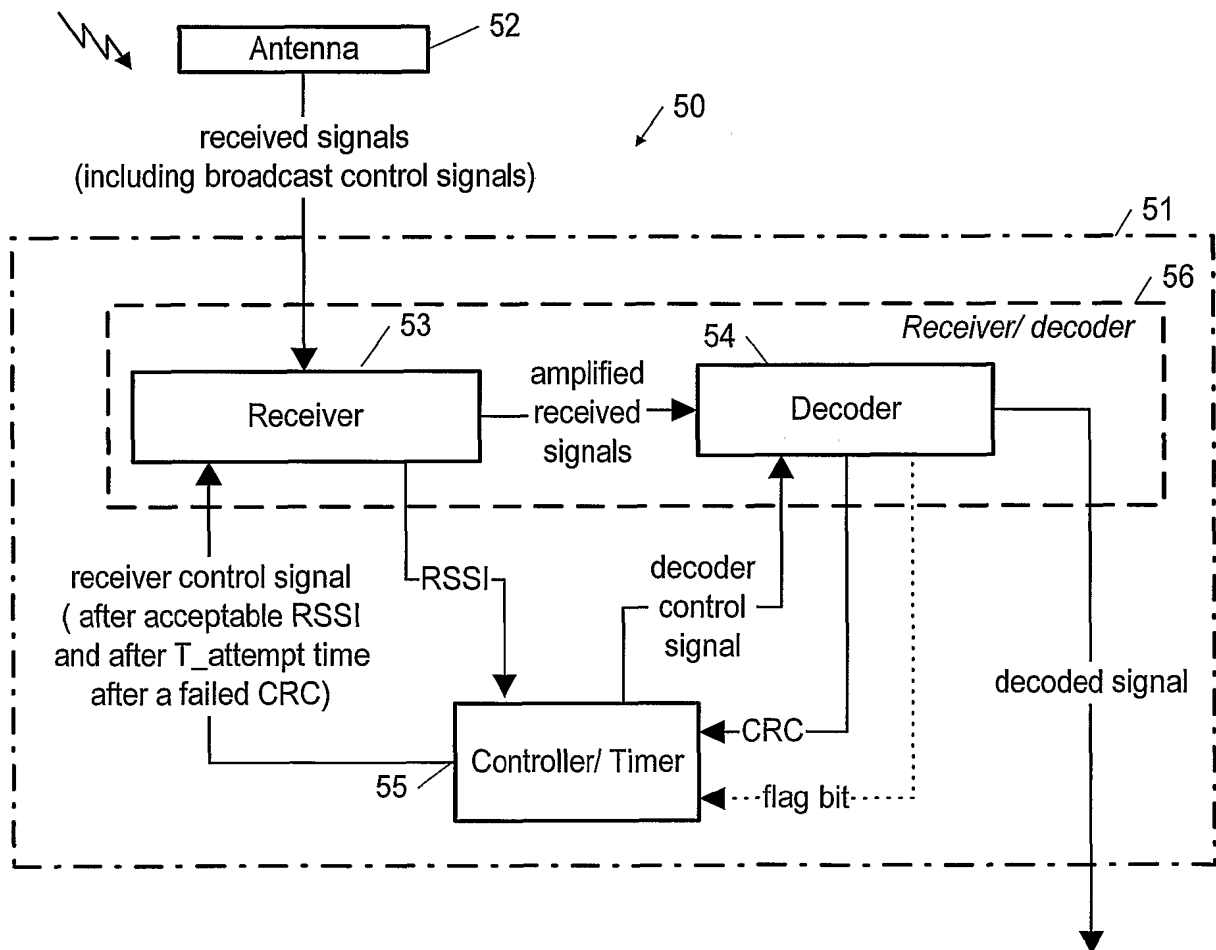 52
Antenna
50
received signals
(including broadcast control signals)
51
56
Receiver/ decoder
53
54
Receiver
amplified
received
signals
Decoder
receiver control signal
( after acceptable RSSI
and after T_attempt time
after a failed CRC)
RSSI
decoder
control
signal
decoded signal
CRC
Controller/ Timer
55
flag bit